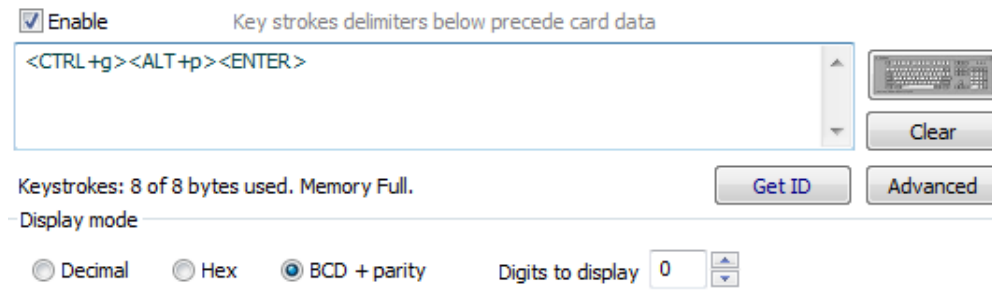 Enable Key strokes delimiters below precede card data
<CTRL+g><ALT+p><ENTER>
Clear
Keystrokes: 8 of 8 bytes used. Memory Full. Get ID Advanced
Display mode
Decimal Hex BCD + parity Digits to display 0